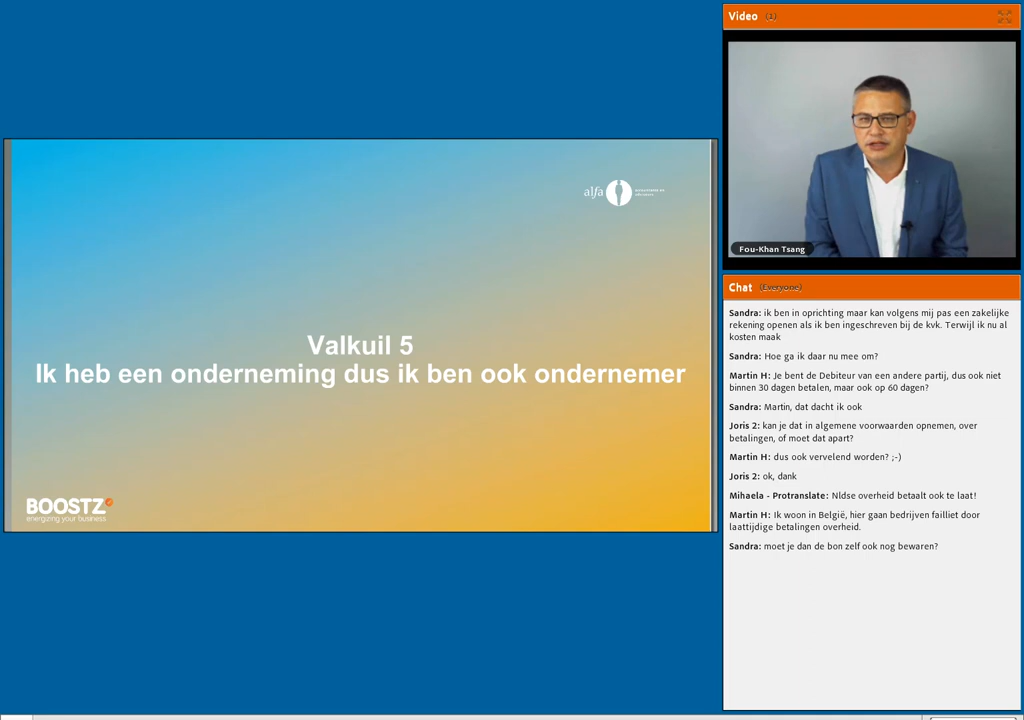 Video (1)
Fou-Khan Tsang
alfa
Valkuil 5
Ik heb een onderneming dus ik ben ook ondernemer
BOOSTZ
energizing your business
Chat (Everyone)
Sandra: ik ben in oprichting maar kan volgens mij pas een zakelijke
rekening openen als ik ben ingeschreven bij de kvk. Terwijl ik nu al
kosten maak
Sandra: Hoe ga ik daar nu mee om?
Martin H: Je bent de Debiteur van een andere partij, dus ook niet
binnen 30 dagen betalen, maar ook op 60 dagen?
Sandra: Martin, dat dacht ik ook
Joris 2: kan je dat in algemene voorwaarden opnemen, over
betalingen, of moet dat apart?
Martin H: dus ook vervelend worden? ;-)
Joris 2: ok, dank
Mihaela - Protranslate: Nldse overheid betaalt ook te laat!
Martin H: Ik woon in België, hier gaan bedrijven failliet door
laattijdige betalingen overheid.
Sandra: moet je dan de bon zelf ook nog bewaren?